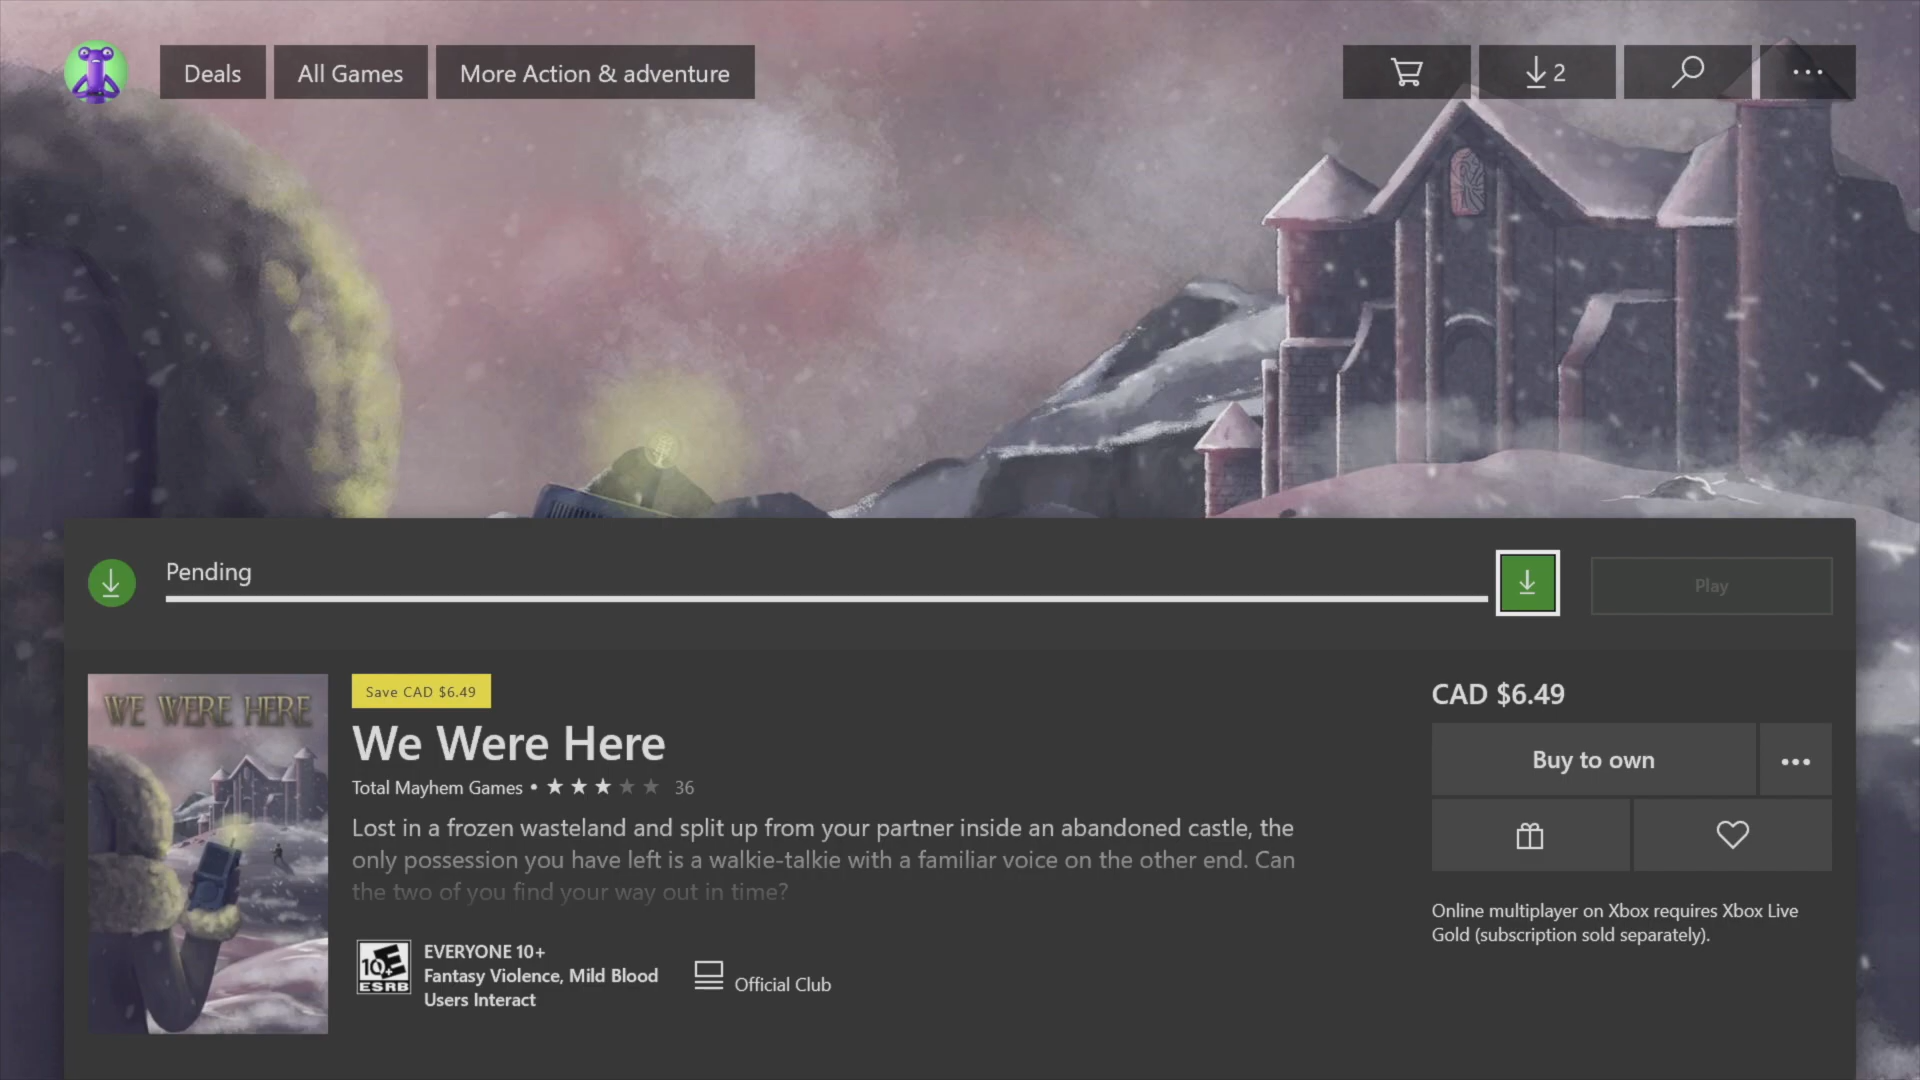 Deals
All Games
More Action & adventure
2
Pending
Play
WE WERE HERE
Save CAD $6.49
We Were Here
Total Mayhem Games • 36
Lost in a frozen wasteland and split up from your partner inside an abandoned castle, the
only possession you have left is a walkie-talkie with a familiar voice on the other end. Can
the two of you find your way out in time?
10+
E
ESRB
EVERYONE 10+
Fantasy Violence, Mild Blood
Users Interact
Official Club
CAD $6.49
Buy to own
Online multiplayer on Xbox requires Xbox Live
Gold (subscription sold separately).